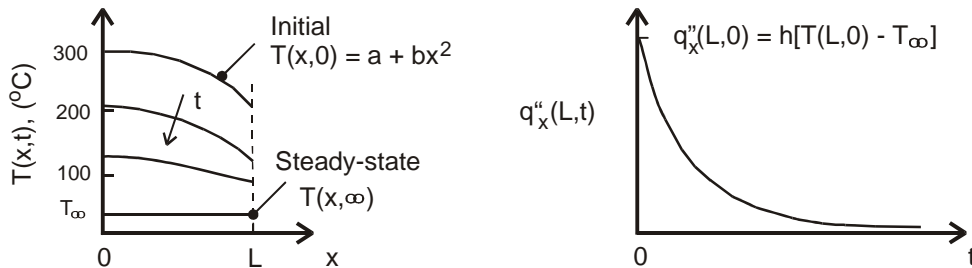 Initial
T(x,0) = a + bx²
300
200
100
T∞
T(x,t), (°C)
t
Steady-state
T(x,∞)
0
L
x
q"x(L,0) = h[T(L,0) - T∞]
q"x(L,t)
0
t